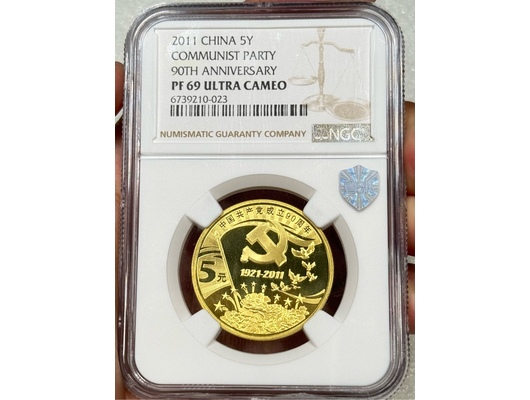 2011 CHINA 5Y
COMMUNIST PARTY
90TH ANNIVERSARY
PF 69 ULTRA CAMEO
6739210-023
NUMISMATIC GUARANTY COMPANY
NGC
中国共产党成立90周年
1921-2011
5元